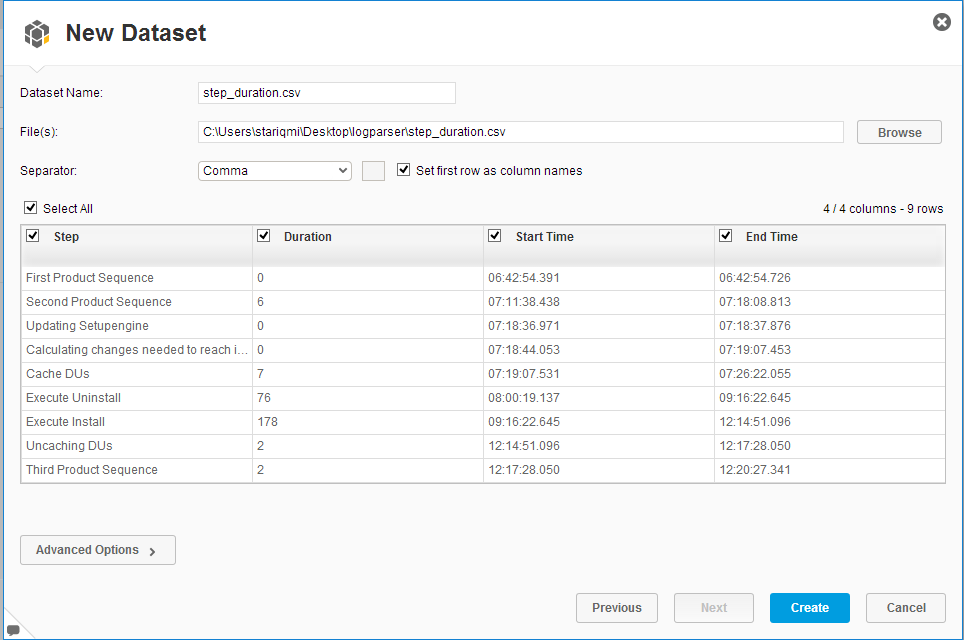 New Dataset
Dataset Name: step_duration.csv
File(s): C:\Users\stariqmi\Desktop\logparser\step_duration.csv Browse
Separator: Comma Set first row as column names
Select All 4 / 4 columns - 9 rows
Step Duration Start Time End Time
First Product Sequence 0 06:42:54.391 06:42:54.726
Second Product Sequence 6 07:11:38.438 07:18:08.813
Updating Setupengine 0 07:18:36.971 07:18:37.876
Calculating changes needed to reach i... 0 07:18:44.053 07:19:07.453
Cache DUs 7 07:19:07.531 07:26:22.055
Execute Uninstall 76 08:00:19.137 09:16:22.645
Execute Install 178 09:16:22.645 12:14:51.096
Uncaching DUs 2 12:14:51.096 12:17:28.050
Third Product Sequence 2 12:17:28.050 12:20:27.341
Advanced Options
Previous Next Create Cancel